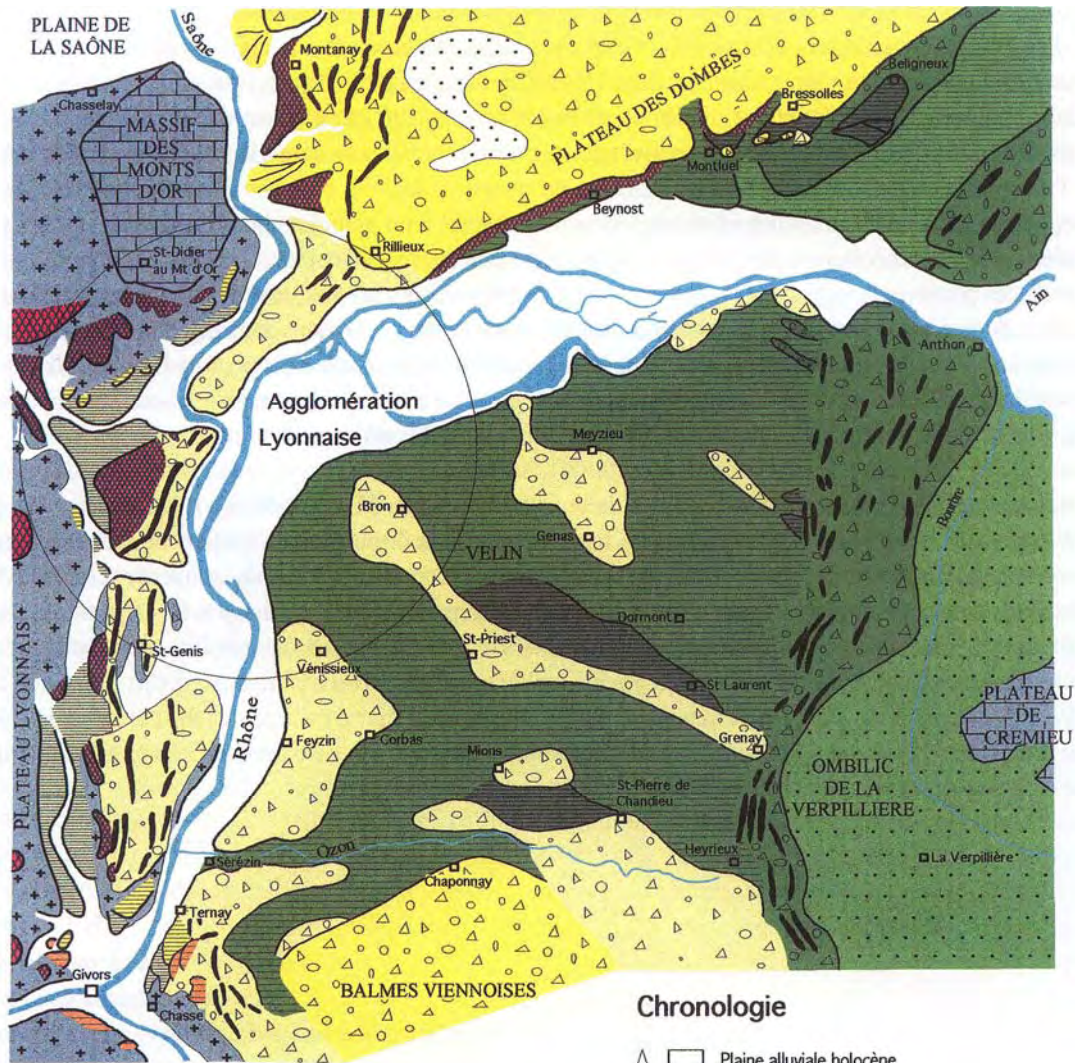 PLAINE DE
LA SAÔNE
Saône
Montanay
Chasselay
MASSIF
DES
MONTS
D'OR
St-Didier
au Mt d'Or
PLATEAU DES DOMBES
Beligneux
Bressolles
Montluel
Beynost
Rillieux
Ain
Anthon
Agglomération
Lyonnaise
Meyzieu
Bron
Genas
VELIN
Bourbre
Dormont
St-Priest
St Laurent
St-Genis
Vénissieux
PLATEAU LYONNAIS
Rhône
Feyzin
Corbas
Grenay
Mions
St-Pierre de
Chandieu
PLATEAU
DE
CREMIEU
OMBILIC
DE LA
VERPILLIERE
Ozon
Sérézin
Heyrieux
La Verpillière
Chaponnay
Ternay
Givors
Chasse
BALMES VIENNOISES
Chronologie
Plaine alluviale holocène